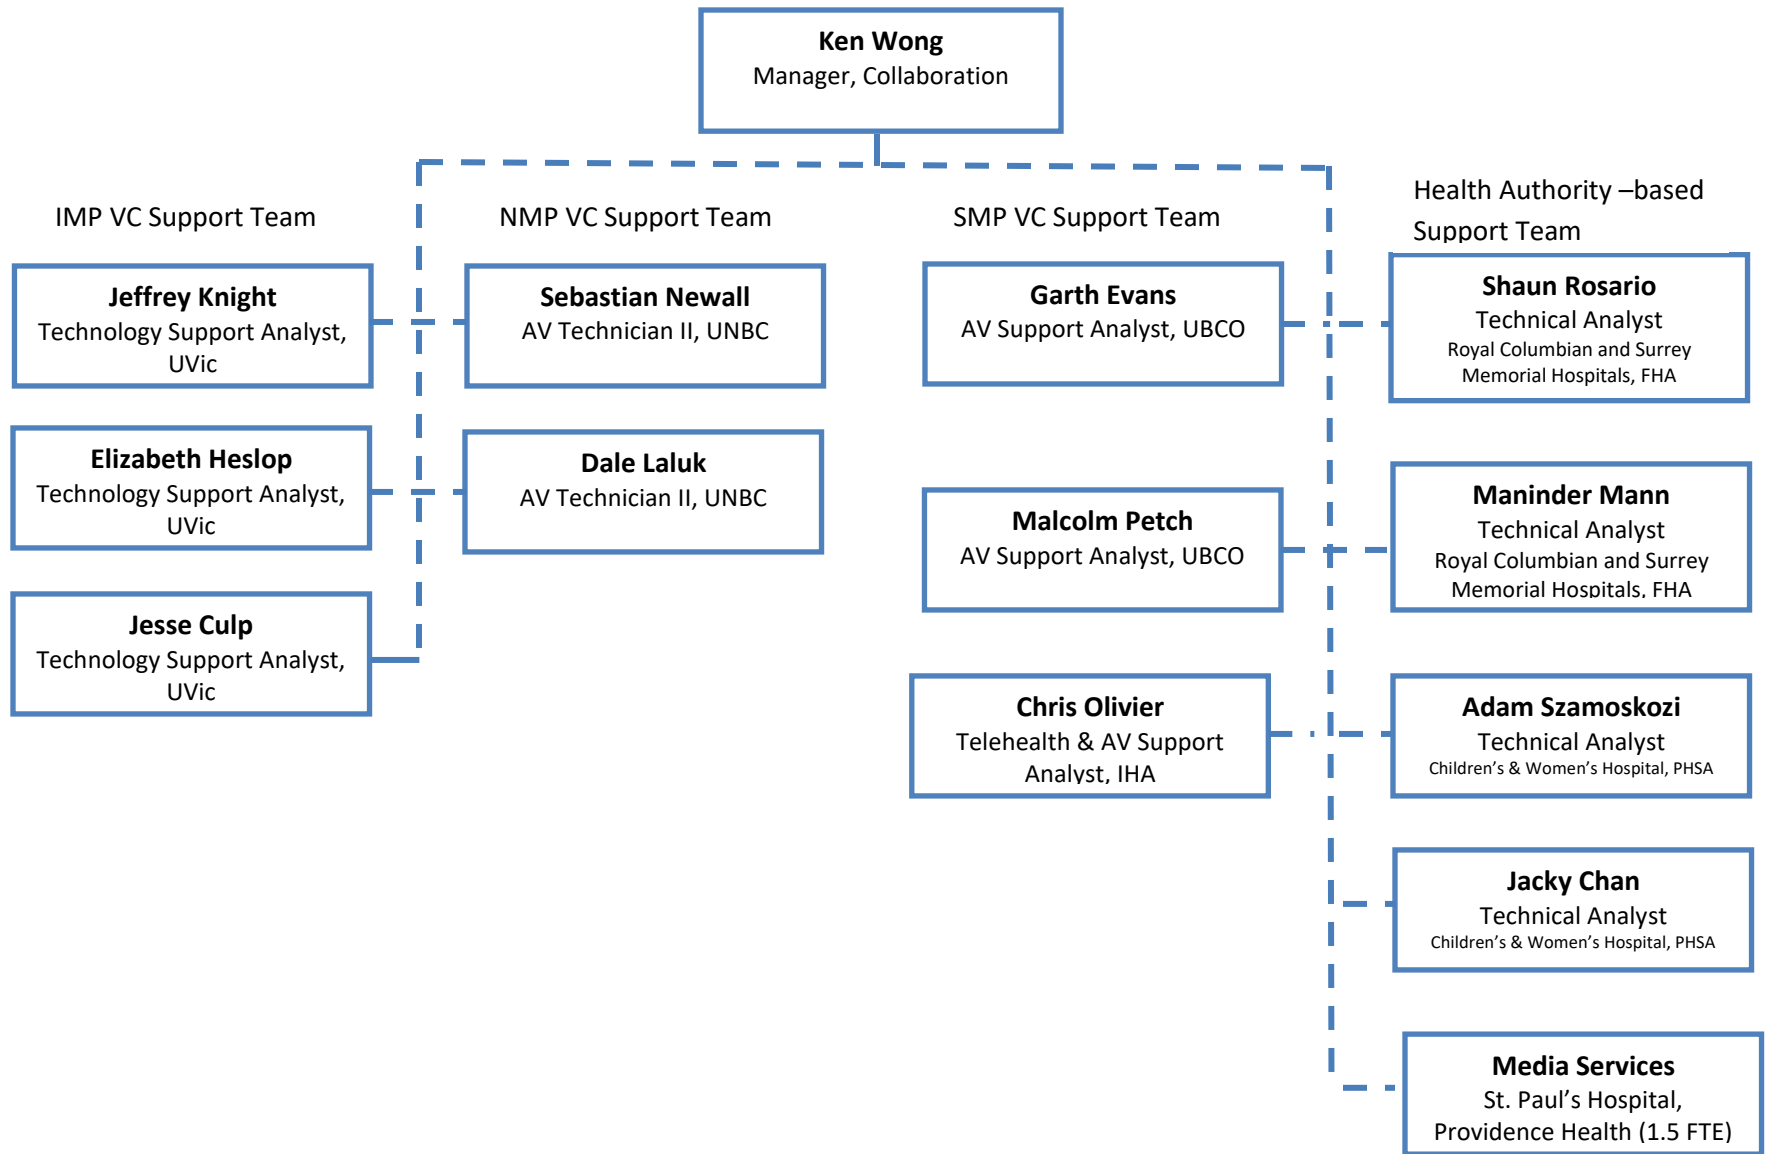 Ken Wong
Manager, Collaboration
IMP VC Support Team
Jeffrey Knight
Technology Support Analyst,
UVic
Elizabeth Heslop
Technology Support Analyst,
UVic
Jesse Culp
Technology Support Analyst,
UVic
NMP VC Support Team
Sebastian Newall
AV Technician II, UNBC
Dale Laluk
AV Technician II, UNBC
SMP VC Support Team
Garth Evans
AV Support Analyst, UBCO
Malcolm Petch
AV Support Analyst, UBCO
Chris Olivier
Telehealth & AV Support
Analyst, IHA
Health Authority –based
Support Team
Shaun Rosario
Technical Analyst
Royal Columbian and Surrey
Memorial Hospitals, FHA
Maninder Mann
Technical Analyst
Royal Columbian and Surrey
Memorial Hospitals, FHA
Adam Szamoskozi
Technical Analyst
Children’s & Women’s Hospital, PHSA
Jacky Chan
Technical Analyst
Children’s & Women’s Hospital, PHSA
Media Services
St. Paul’s Hospital,
Providence Health (1.5 FTE)